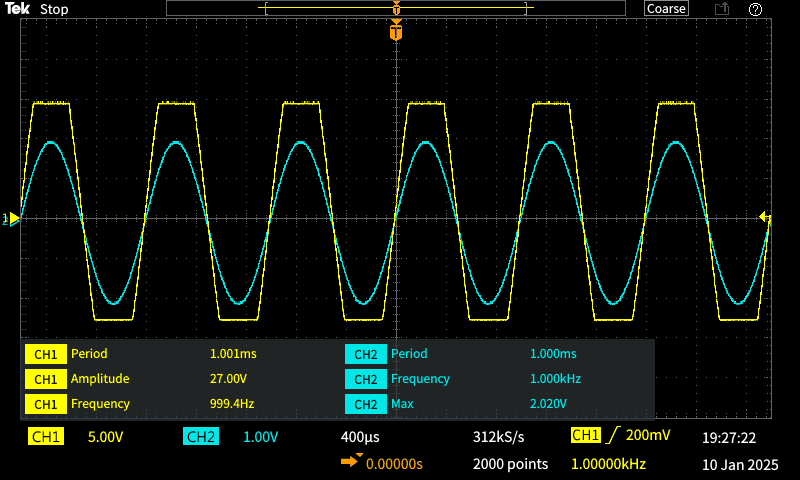 Tek Stop T Coarse ?
T
1
2
CH1 Period 1.001ms CH2 Period 1.000ms
CH1 Amplitude 27.00V CH2 Frequency 1.000kHz
CH1 Frequency 999.4Hz CH2 Max 2.020V
CH1 5.00V CH2 1.00V 400µs 312kS/s CH1 200mV 19:27:22
0.00000s 2000 points 1.00000kHz 10 Jan 2025